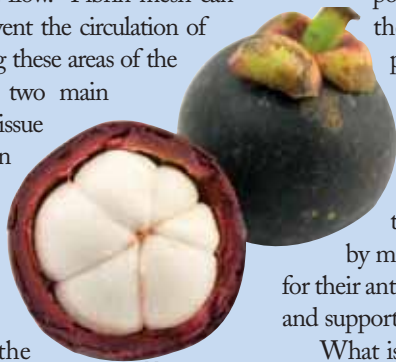 flow. Fibrin mesh can
vent the circulation of
g these areas of the
two main
issue
n
the
po
th
p
t
by m
for their ant
and support
What is